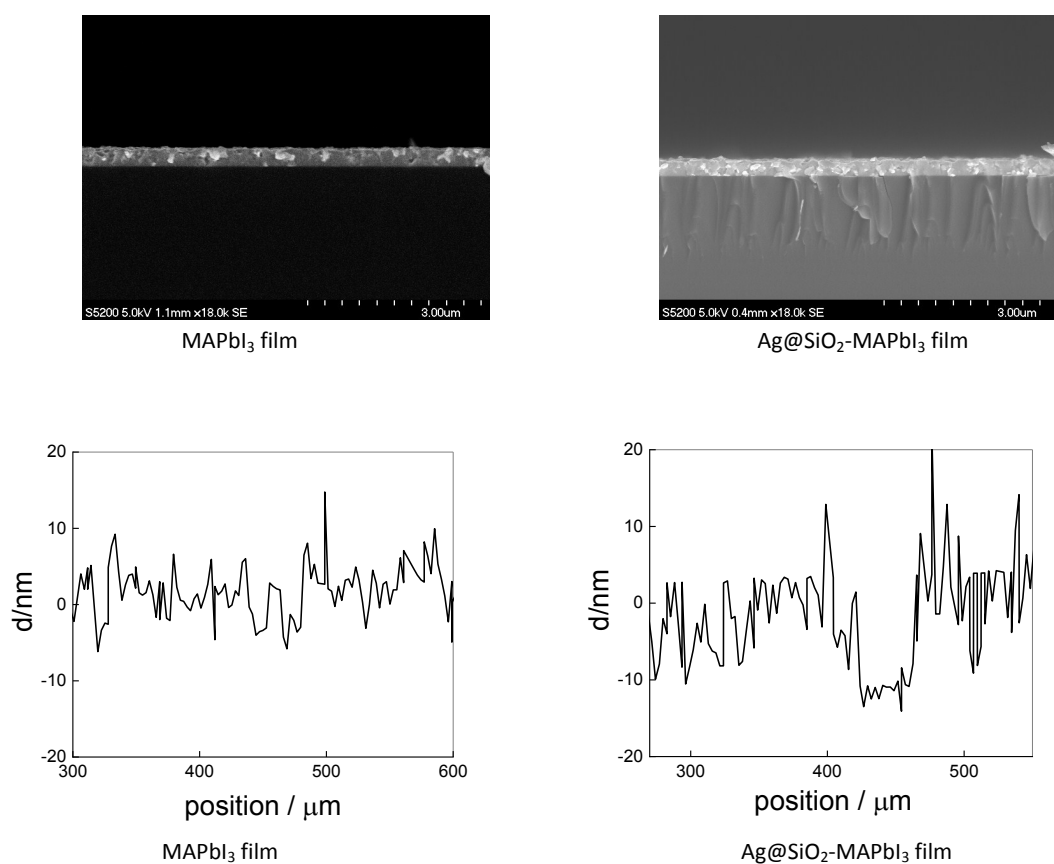 S5200 5.0kV 1.1mm x18.0k SE 3.00um
S5200 5.0kV 0.4mm x18.0k SE 3.00um
MAPbI₃ film
Ag@SiO₂-MAPbI₃ film
20
10
0
-10
-20
d/nm
300 400 500 600
position / μm
MAPbI₃ film
20
10
0
-10
-20
d/nm
300 400 500
position / μm
Ag@SiO₂-MAPbI₃ film